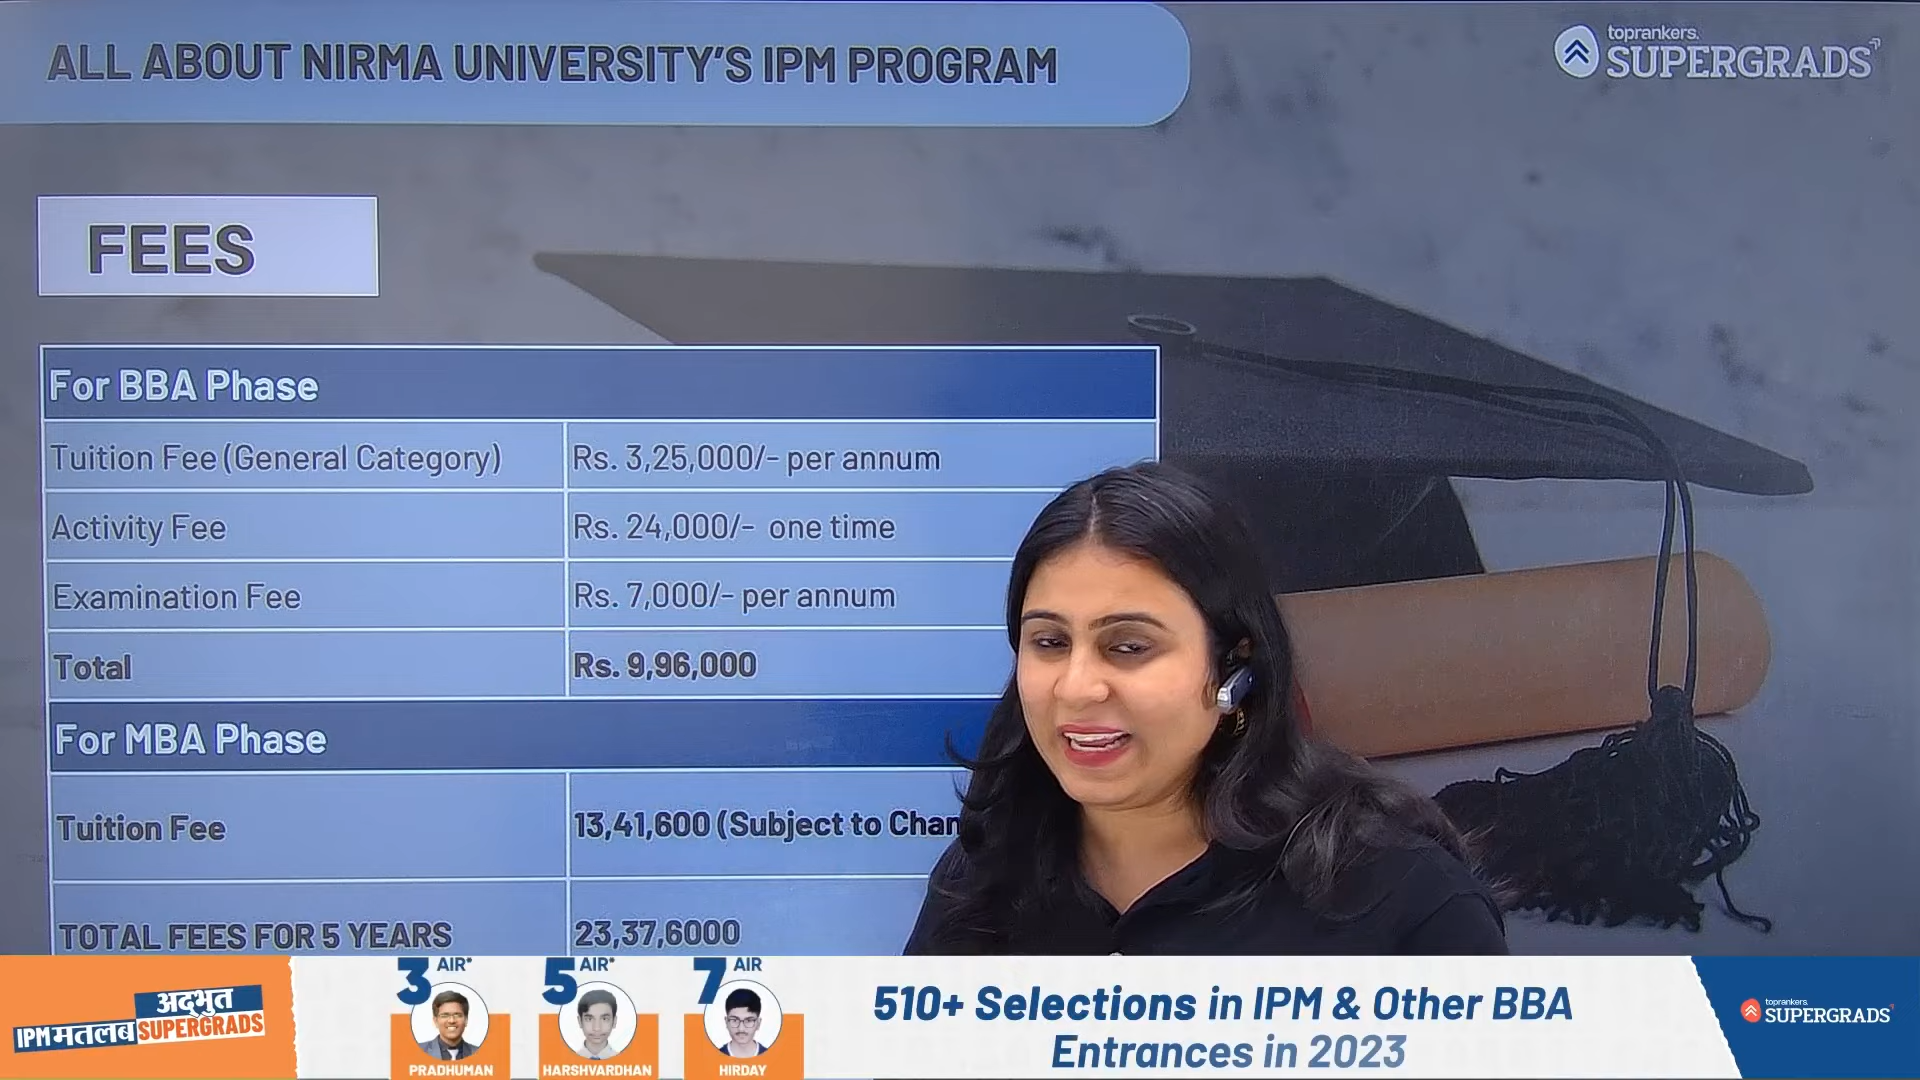 ALL ABOUT NIRMA UNIVERSITY'S IPM PROGRAM
toprankers.
SUPERGRADS
FEES
For BBA Phase
Tuition Fee (General Category) Rs. 3,25,000/- per annum
Activity Fee Rs. 24,000/- one time
Examination Fee Rs. 7,000/- per annum
Total Rs. 9,96,000
For MBA Phase
Tuition Fee 13,41,600 (Subject to Chan
TOTAL FEES FOR 5 YEARS 23,37,6000
अद्भुत
IPM मतलब SUPERGRADS
3 AIR*
PRADHUMAN
5 AIR*
HARSHVARDHAN
7 AIR
HIRDAY
510+ Selections in IPM & Other BBA
Entrances in 2023
toprankers.
SUPERGRADS